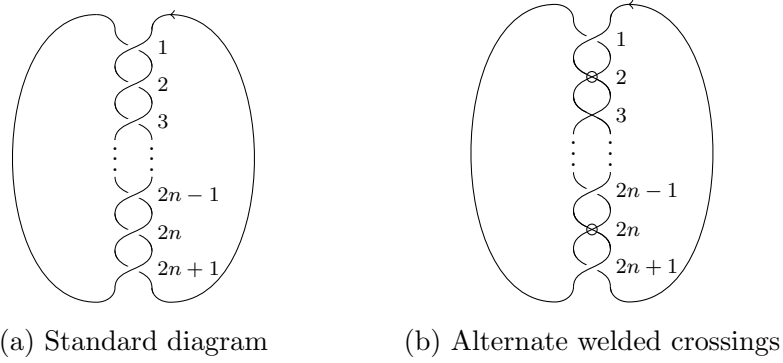 1
2
3
2n − 1
2n
2n + 1
(a) Standard diagram
1
2
3
2n − 1
2n
2n + 1
(b) Alternate welded crossings